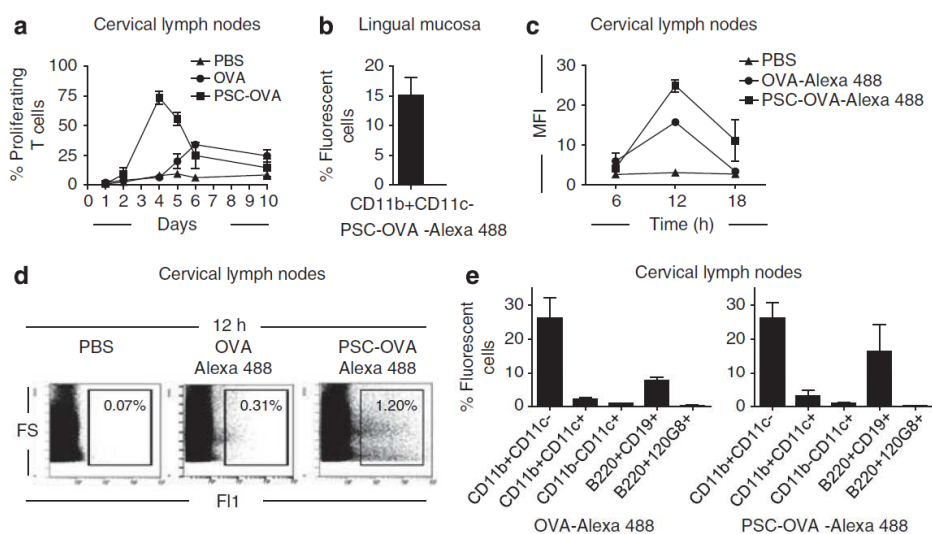 a
Cervical lymph nodes
PBS
OVA
PSC-OVA
% Proliferating
T cells
100
75
50
25
0
0 1 2 4 5 6 10
Days
b
Lingual mucosa
% Fluorescent
cells
20
15
10
5
0
CD11b+CD11c-
PSC-OVA -Alexa 488
c
Cervical lymph nodes
PBS
OVA-Alexa 488
PSC-OVA-Alexa 488
MFI
30
20
10
0
6 12 18
Time (h)
d
Cervical lymph nodes
12 h
PBS
OVA
Alexa 488
PSC-OVA
Alexa 488
FS
0.07%
0.31%
1.20%
Fl1
e
Cervical lymph nodes
% Fluorescent
cells
30
20
10
0
CD11b+CD11c-
CD11b+CD11c+
CD11b-CD11c+
B220+CD19+
B220+120G8+
OVA-Alexa 488
30
20
10
0
CD11b+CD11c-
CD11b+CD11c+
CD11b-CD11c+
B220+CD19+
B220+120G8+
PSC-OVA -Alexa 488